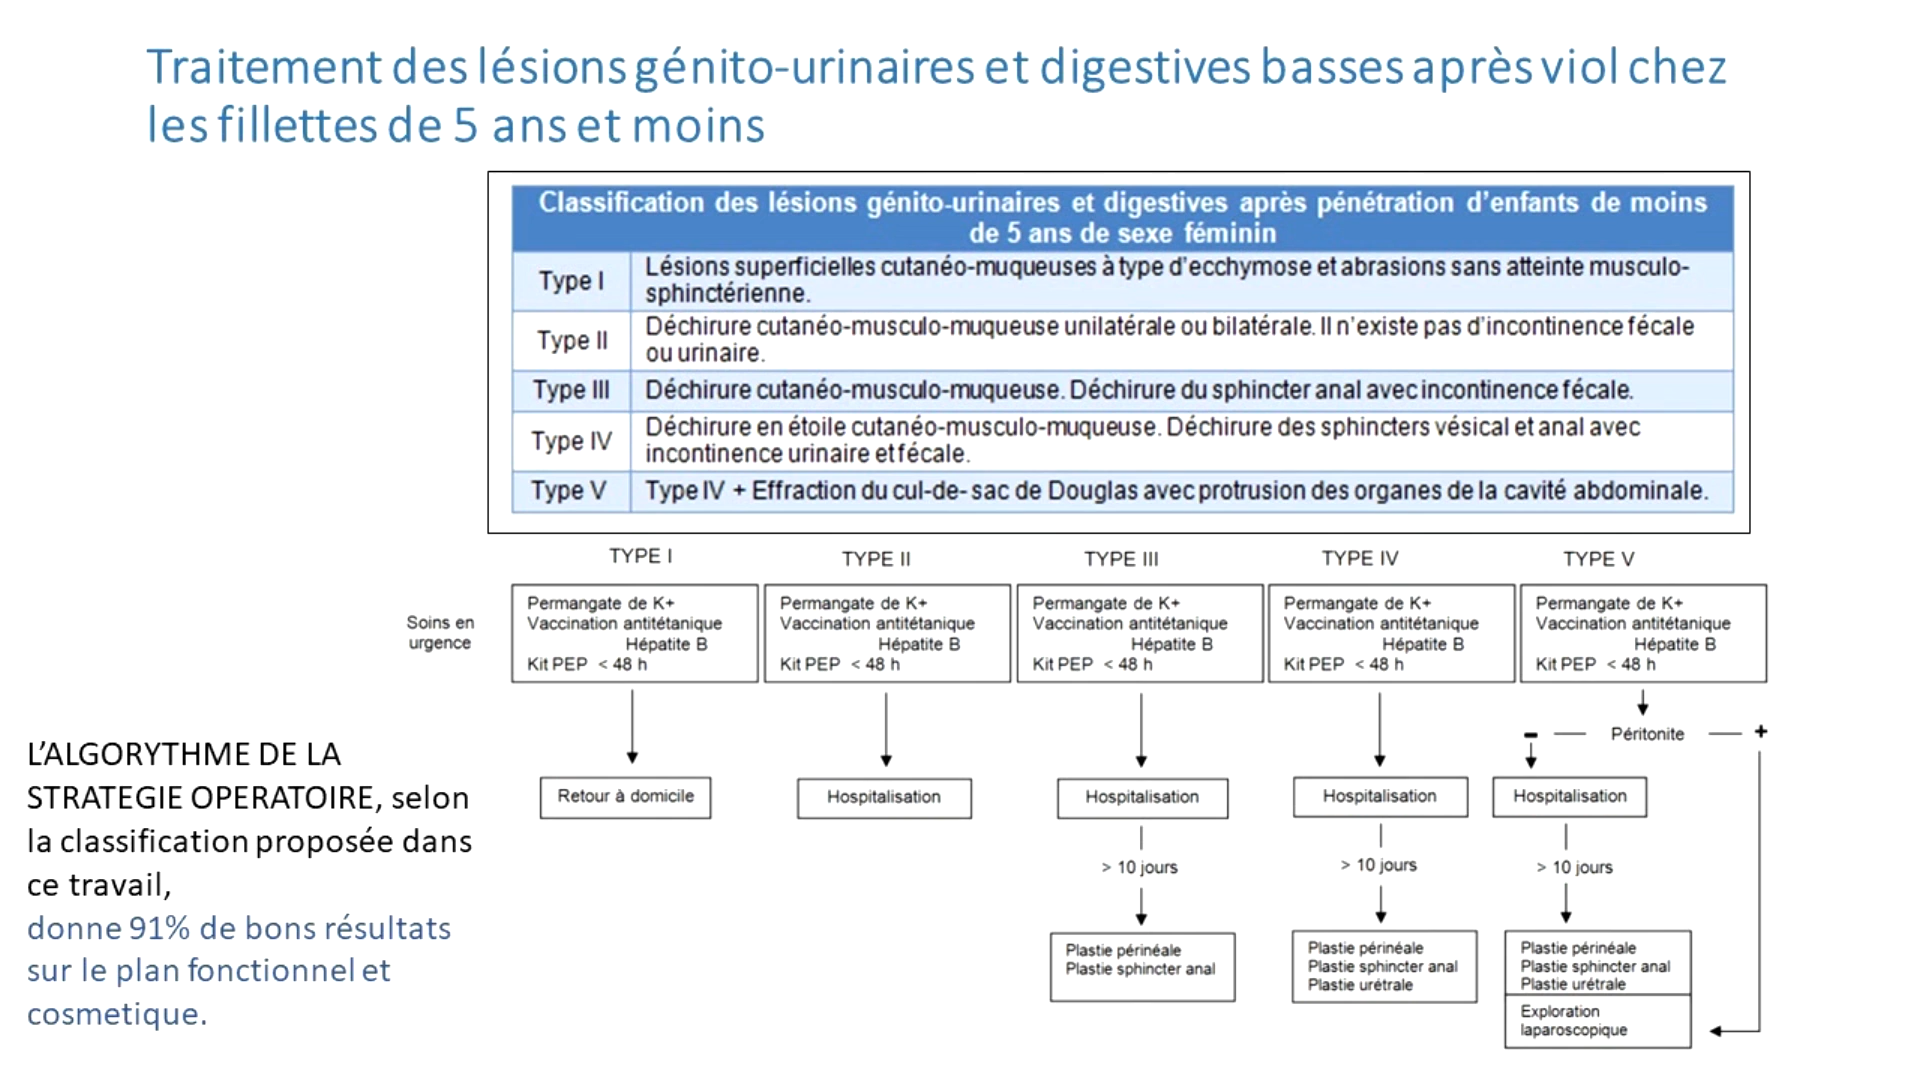 Traitement des lésions génito-urinaires et digestives basses après viol chez
les fillettes de 5 ans et moins
Classification des lésions génito-urinaires et digestives après pénétration d'enfants de moins
de 5 ans de sexe féminin
Type I
Lésions superficielles cutanéo-muqueuses à type d'ecchymose et abrasions sans atteinte musculo-
sphinctérienne.
Type II
Déchirure cutanéo-musculo-muqueuse unilatérale ou bilatérale. Il n'existe pas d'incontinence fécale
ou urinaire.
Type III
Déchirure cutanéo-musculo-muqueuse. Déchirure du sphincter anal avec incontinence fécale.
Type IV
Déchirure en étoile cutanéo-musculo-muqueuse. Déchirure des sphincters vésical et anal avec
incontinence urinaire et fécale.
Type V
Type IV + Effraction du cul-de-sac de Douglas avec protrusion des organes de la cavité abdominale.
TYPE I
TYPE II
TYPE III
TYPE IV
TYPE V
Soins en
urgence
Permangate de K+
Vaccination antitétanique
Hépatite B
Kit PEP < 48 h
Permangate de K+
Vaccination antitétanique
Hépatite B
Kit PEP < 48 h
Permangate de K+
Vaccination antitétanique
Hépatite B
Kit PEP < 48 h
Permangate de K+
Vaccination antitétanique
Hépatite B
Kit PEP < 48 h
Permangate de K+
Vaccination antitétanique
Hépatite B
Kit PEP < 48 h
- Péritonite +
Retour à domicile
Hospitalisation
Hospitalisation
Hospitalisation
Hospitalisation
> 10 jours
> 10 jours
> 10 jours
Plastie périnéale
Plastie sphincter anal
Plastie périnéale
Plastie sphincter anal
Plastie urétrale
Plastie périnéale
Plastie sphincter anal
Plastie urétrale
Exploration
laparoscopique
L'ALGORYTHME DE LA
STRATEGIE OPERATOIRE, selon
la classification proposée dans
ce travail,
donne 91% de bons résultats
sur le plan fonctionnel et
cosmetique.